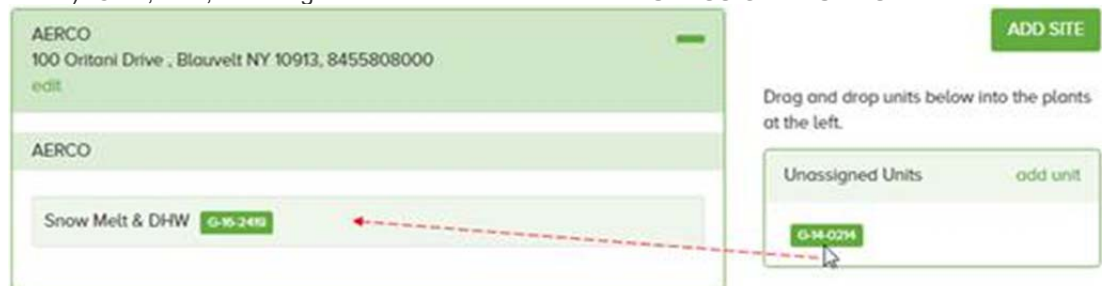 AERCO
100 Oritani Drive , Blauvelt NY 10913, 8455808000
edit
AERCO
Snow Melt & DHW G-16-2419
ADD SITE
Drag and drop units below into the plants
at the left.
Unassigned Units add unit
G-14-0214